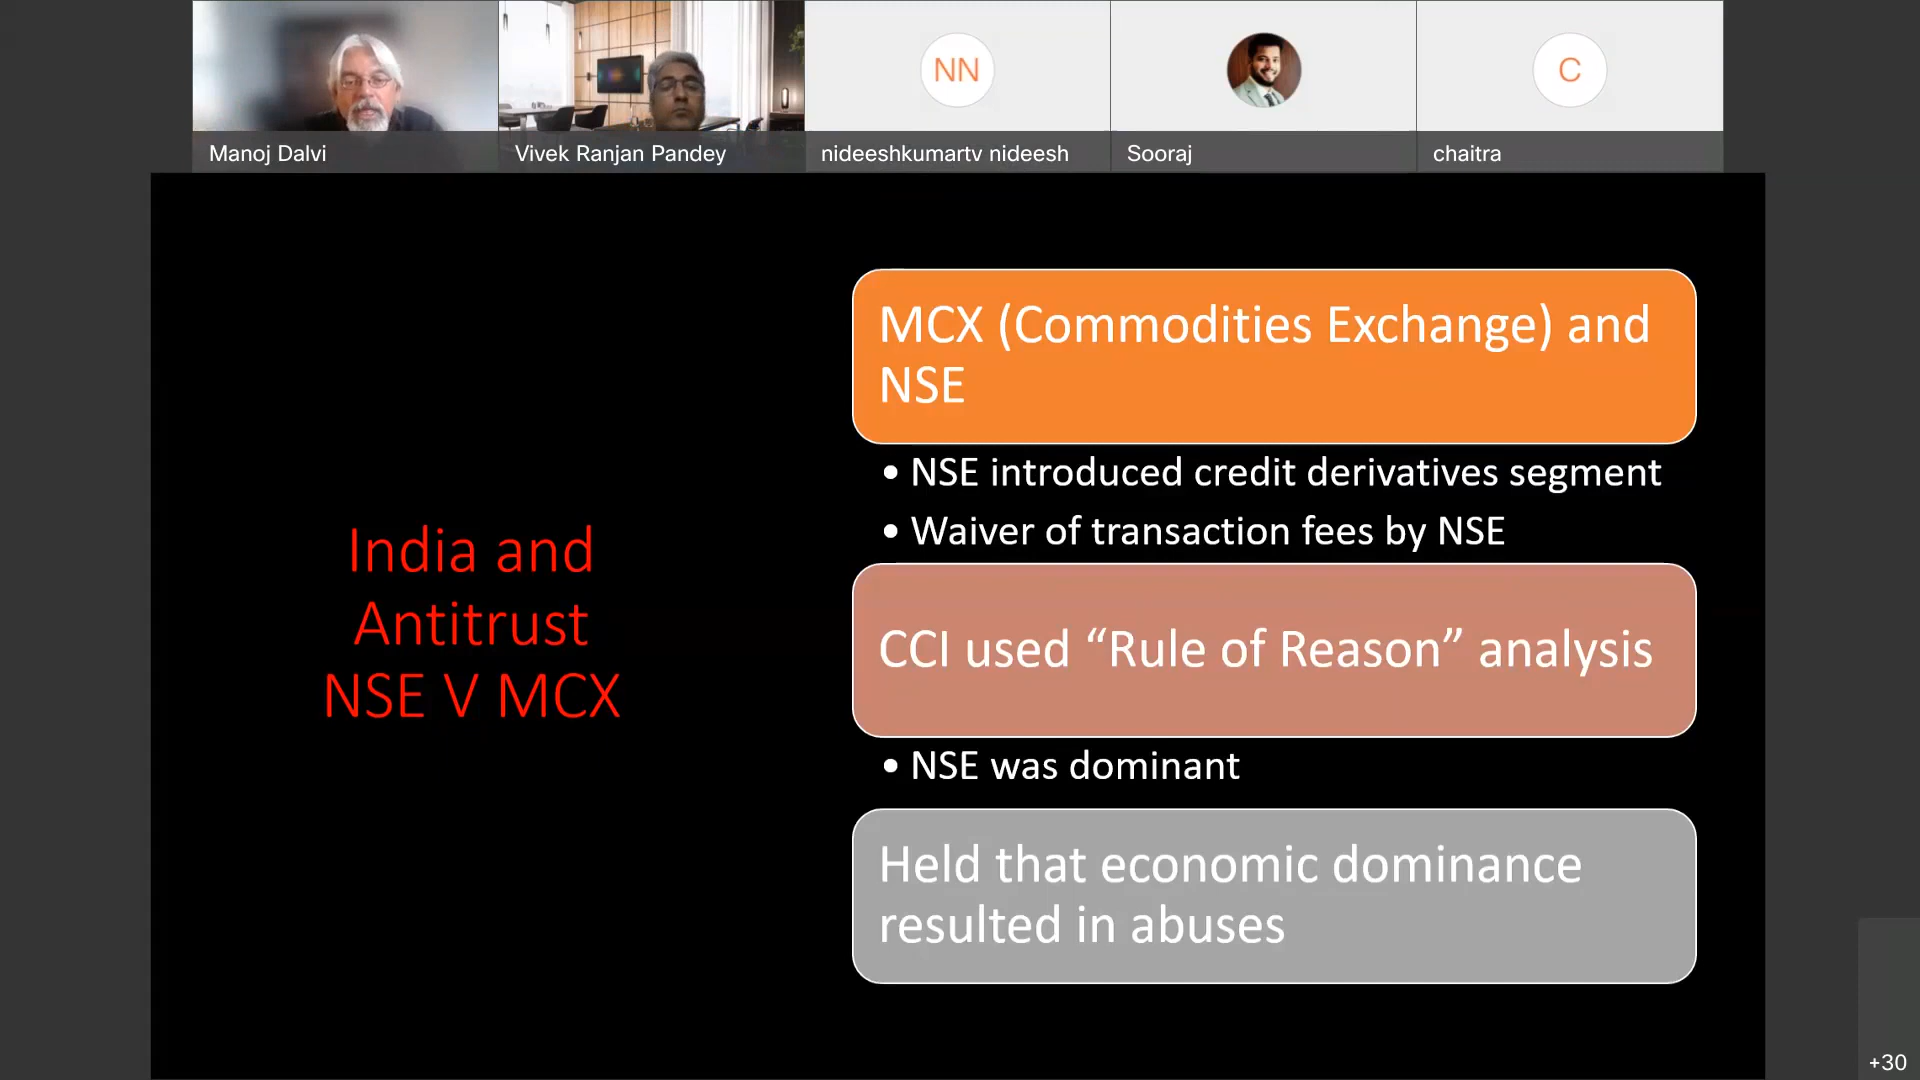 Manoj Dalvi
Vivek Ranjan Pandey
NN
nideeshkumartv nideesh
Sooraj
C
chaitra
India and
Antitrust
NSE V MCX
MCX (Commodities Exchange) and
NSE
• NSE introduced credit derivatives segment
• Waiver of transaction fees by NSE
CCI used “Rule of Reason” analysis
• NSE was dominant
Held that economic dominance
resulted in abuses
+30